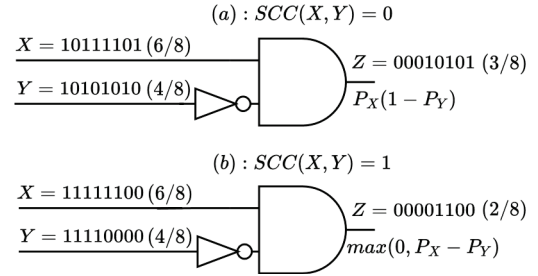 (a) : SCC(X, Y) = 0
X = 10111101 (6/8)
Z = 00010101 (3/8)
Y = 10101010 (4/8)
P_X(1 − P_Y)
(b) : SCC(X, Y) = 1
X = 11111100 (6/8)
Z = 00001100 (2/8)
Y = 11110000 (4/8)
max(0, P_X − P_Y)